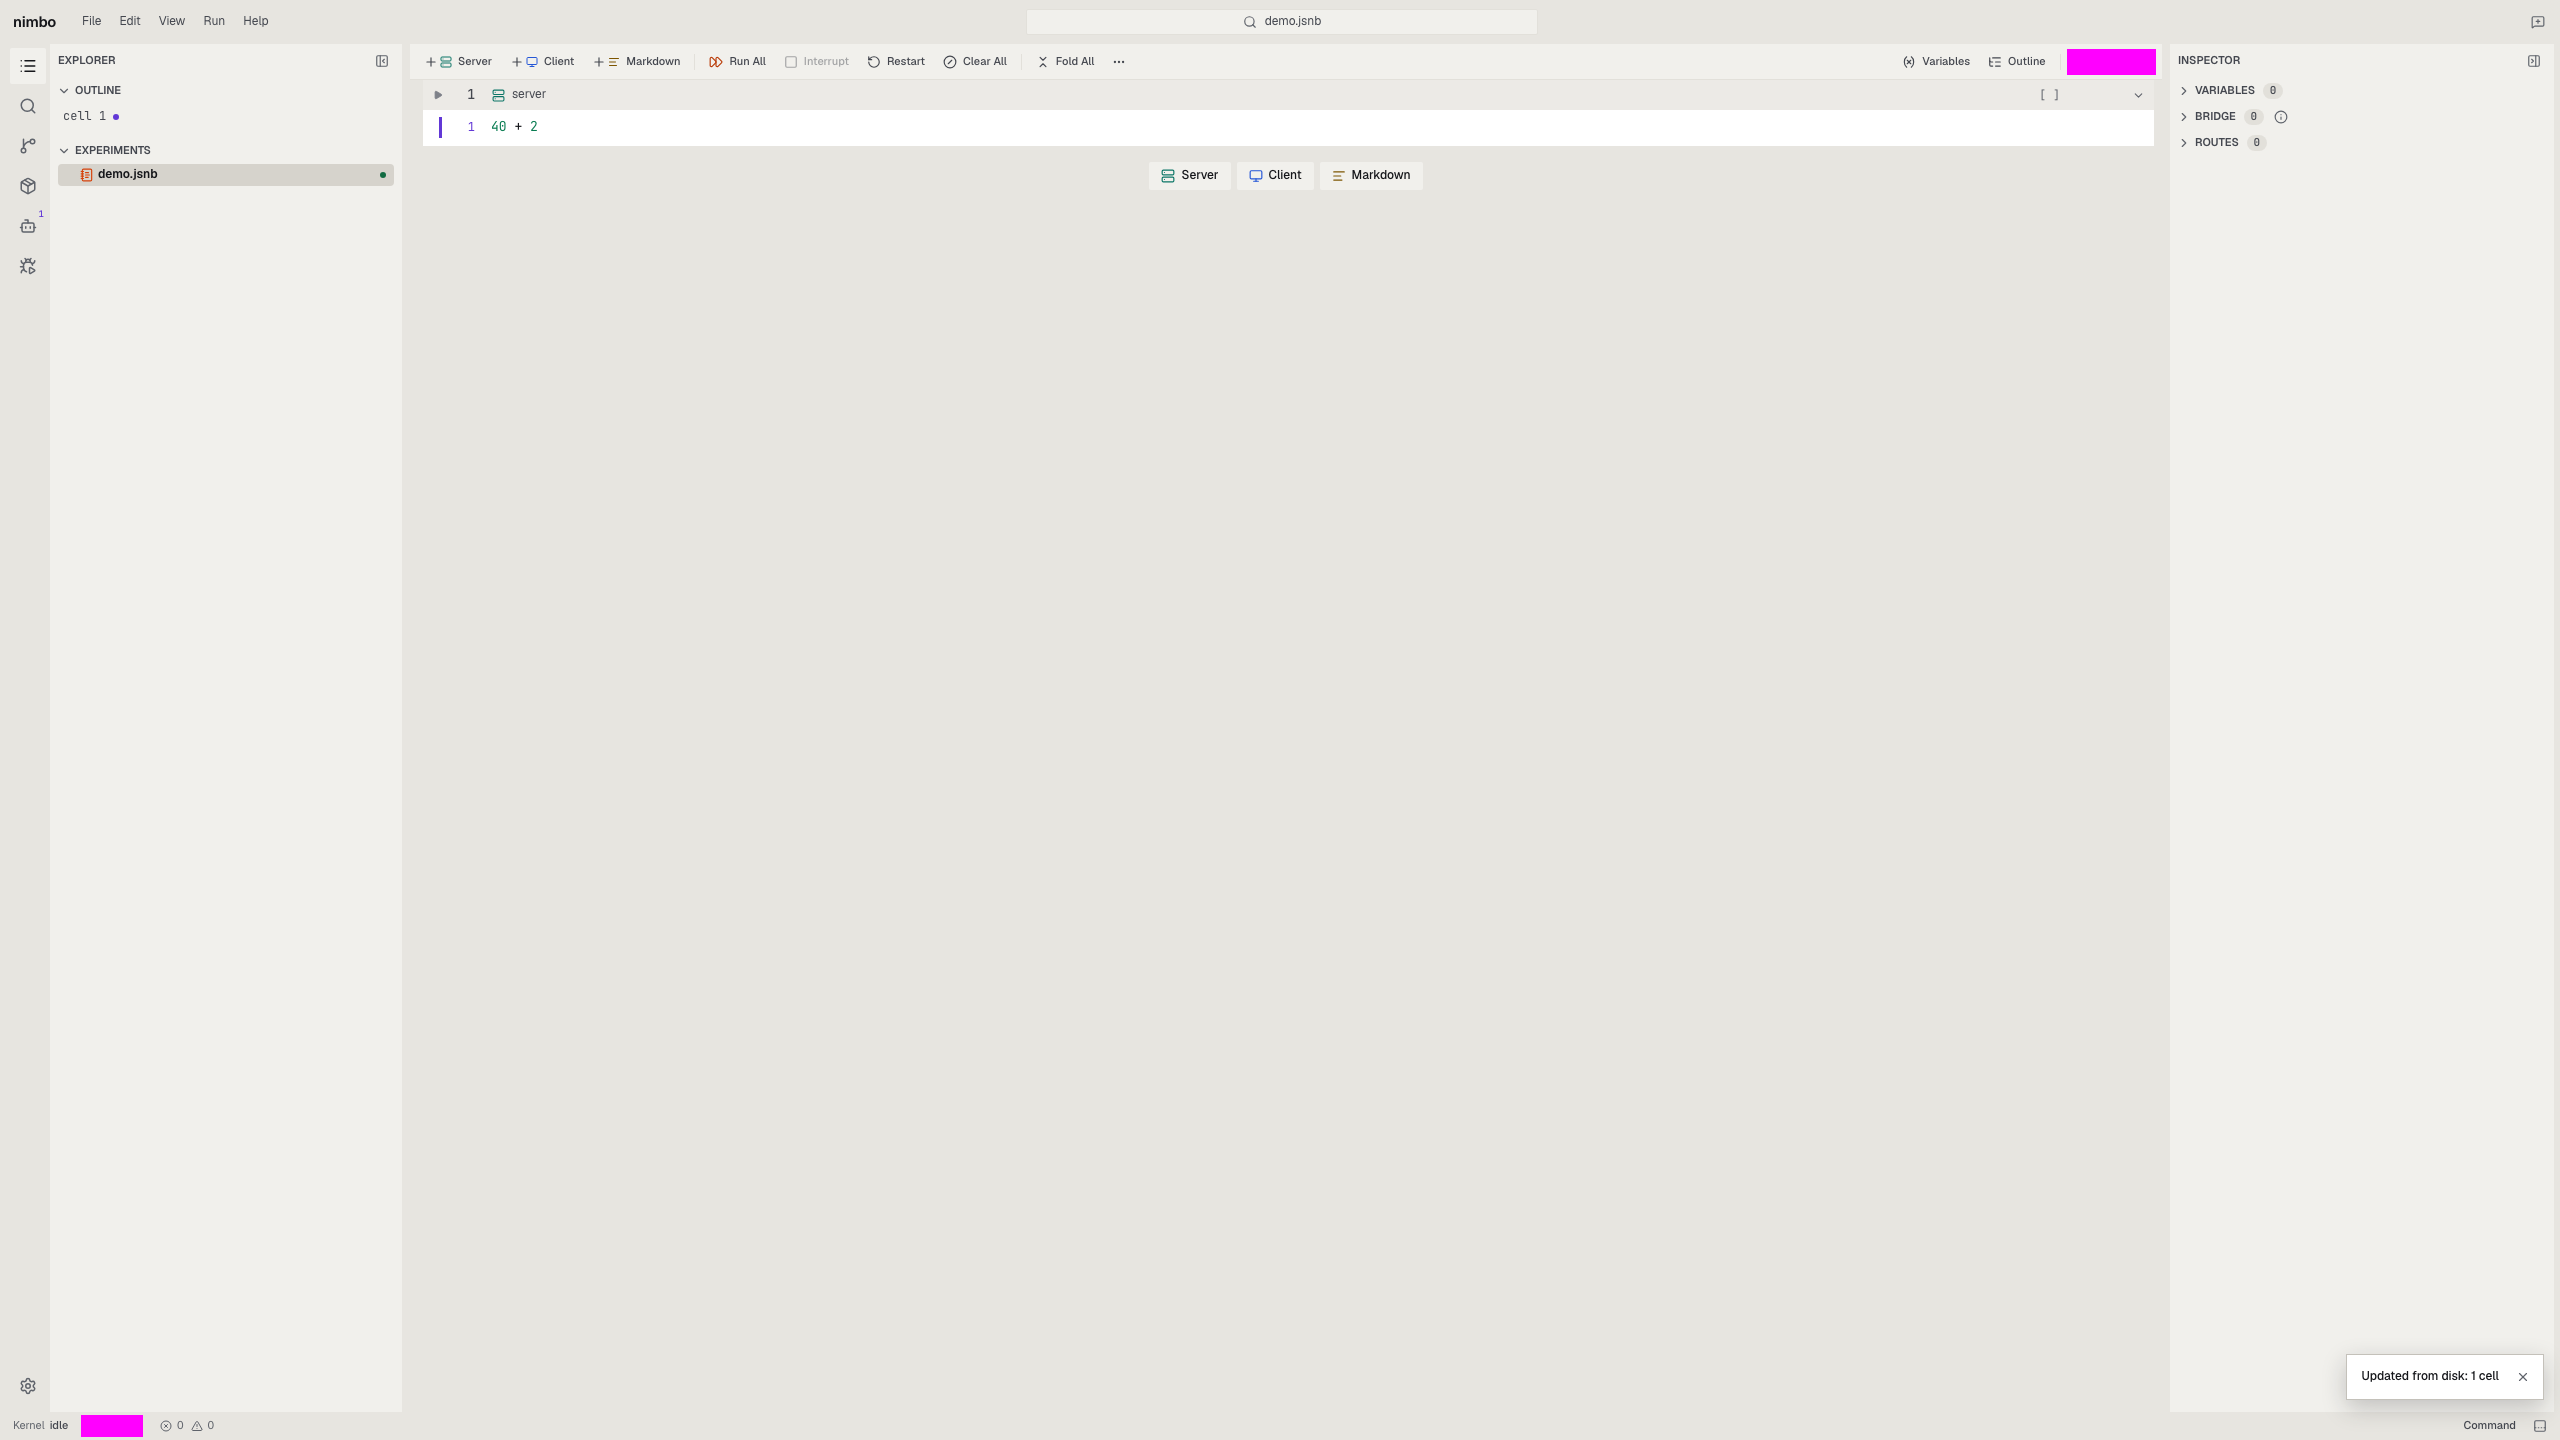 nimbo File Edit View Run Help demo.jsnb
EXPLORER
OUTLINE
cell 1
EXPERIMENTS
demo.jsnb
1
Server Client Markdown Run All Interrupt Restart Clear All Fold All ... Variables Outline
1 server [ ]
1 40 + 2
Server Client Markdown
INSPECTOR
VARIABLES 0
BRIDGE 0
ROUTES 0
Updated from disk: 1 cell
Kernel idle 0 0 Command